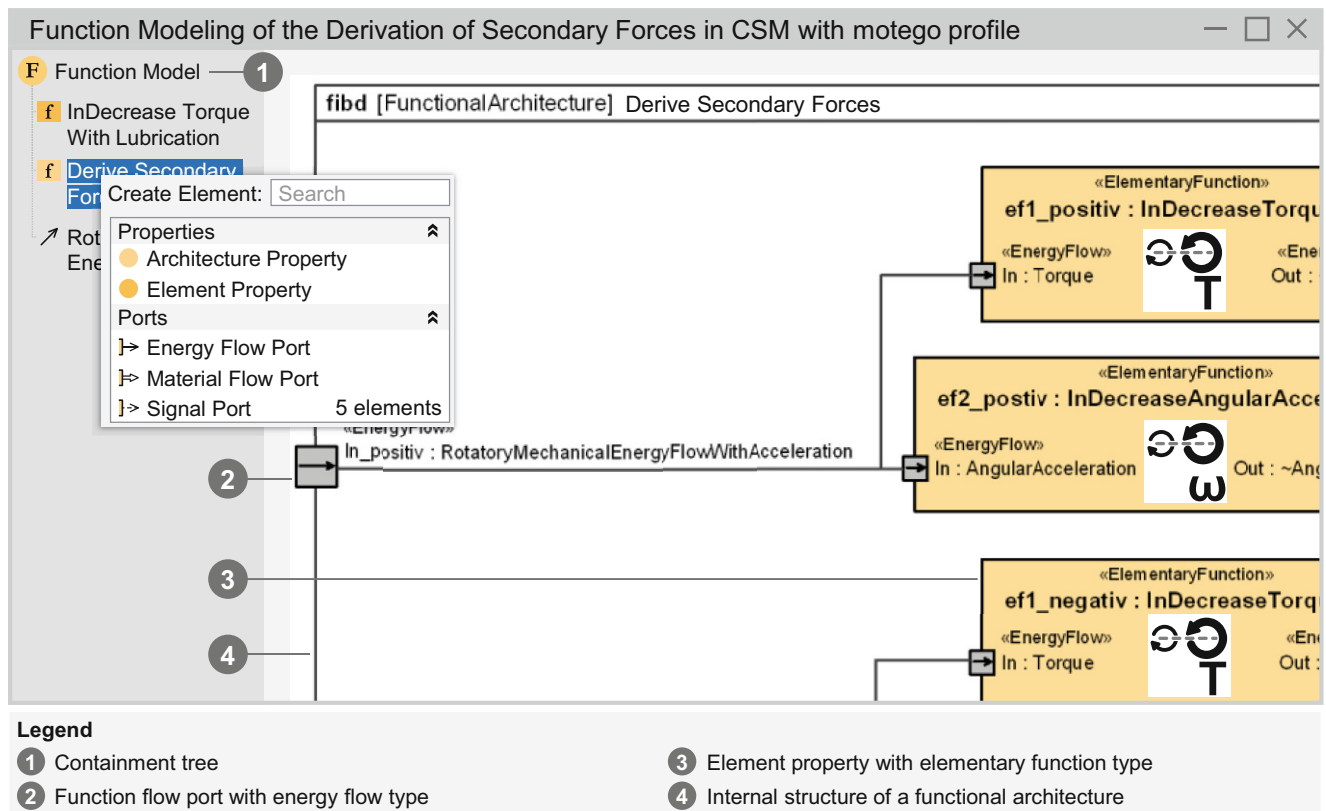 Function Modeling of the Derivation of Secondary Forces in CSM with motego profile
F Function Model
1
f InDecrease Torque
With Lubrication
f Derive Secondary
Create Element: Search
Properties
Architecture Property
Element Property
Ports
Energy Flow Port
Material Flow Port
Signal Port 5 elements
fibd [FunctionalArchitecture] Derive Secondary Forces
«ElementaryFunction»
ef1_positiv : InDecreaseTorqu
«EnergyFlow» «Ene
In : Torque Out :
T
«ElementaryFunction»
ef2_postiv : InDecreaseAngularAcce
«EnergyFlow»
In : AngularAcceleration Out : ~Ang
ω
«EnergyFlow»
In_positiv : RotatoryMechanicalEnergyFlowWithAcceleration
2
3
«ElementaryFunction»
ef1_negativ : InDecreaseTorq
«EnergyFlow» «En
In : Torque Out :
T
4
Legend
1 Containment tree
2 Function flow port with energy flow type
3 Element property with elementary function type
4 Internal structure of a functional architecture